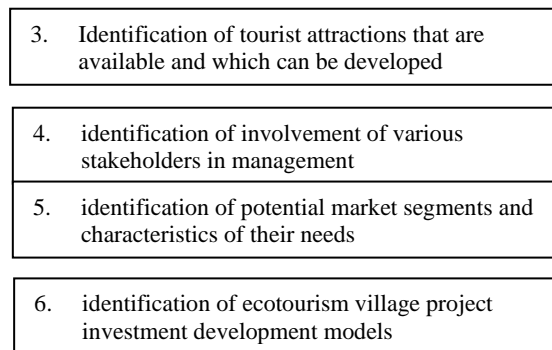 3. Identification of tourist attractions that are
available and which can be developed
4. identification of involvement of various
stakeholders in management
5. identification of potential market segments and
characteristics of their needs
6. identification of ecotourism village project
investment development models